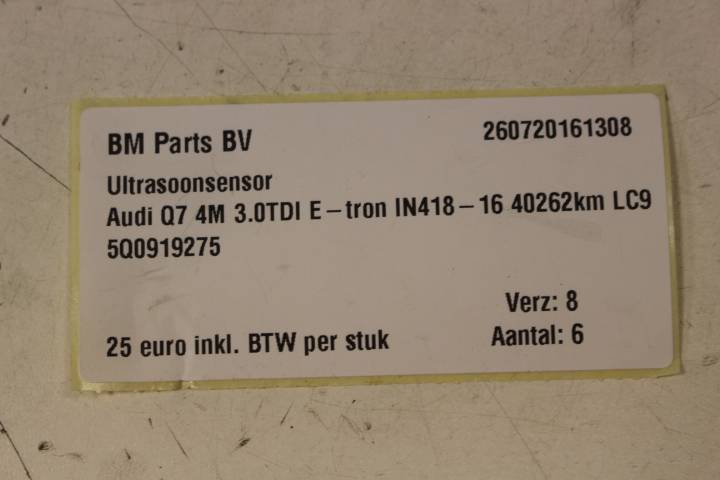 BM Parts BV 260720161308
Ultrasoonsensor
Audi Q7 4M 3.0TDI E-tron IN418-16 40262km LC9
5Q0919275
Verz: 8
25 euro inkl. BTW per stuk Aantal: 6